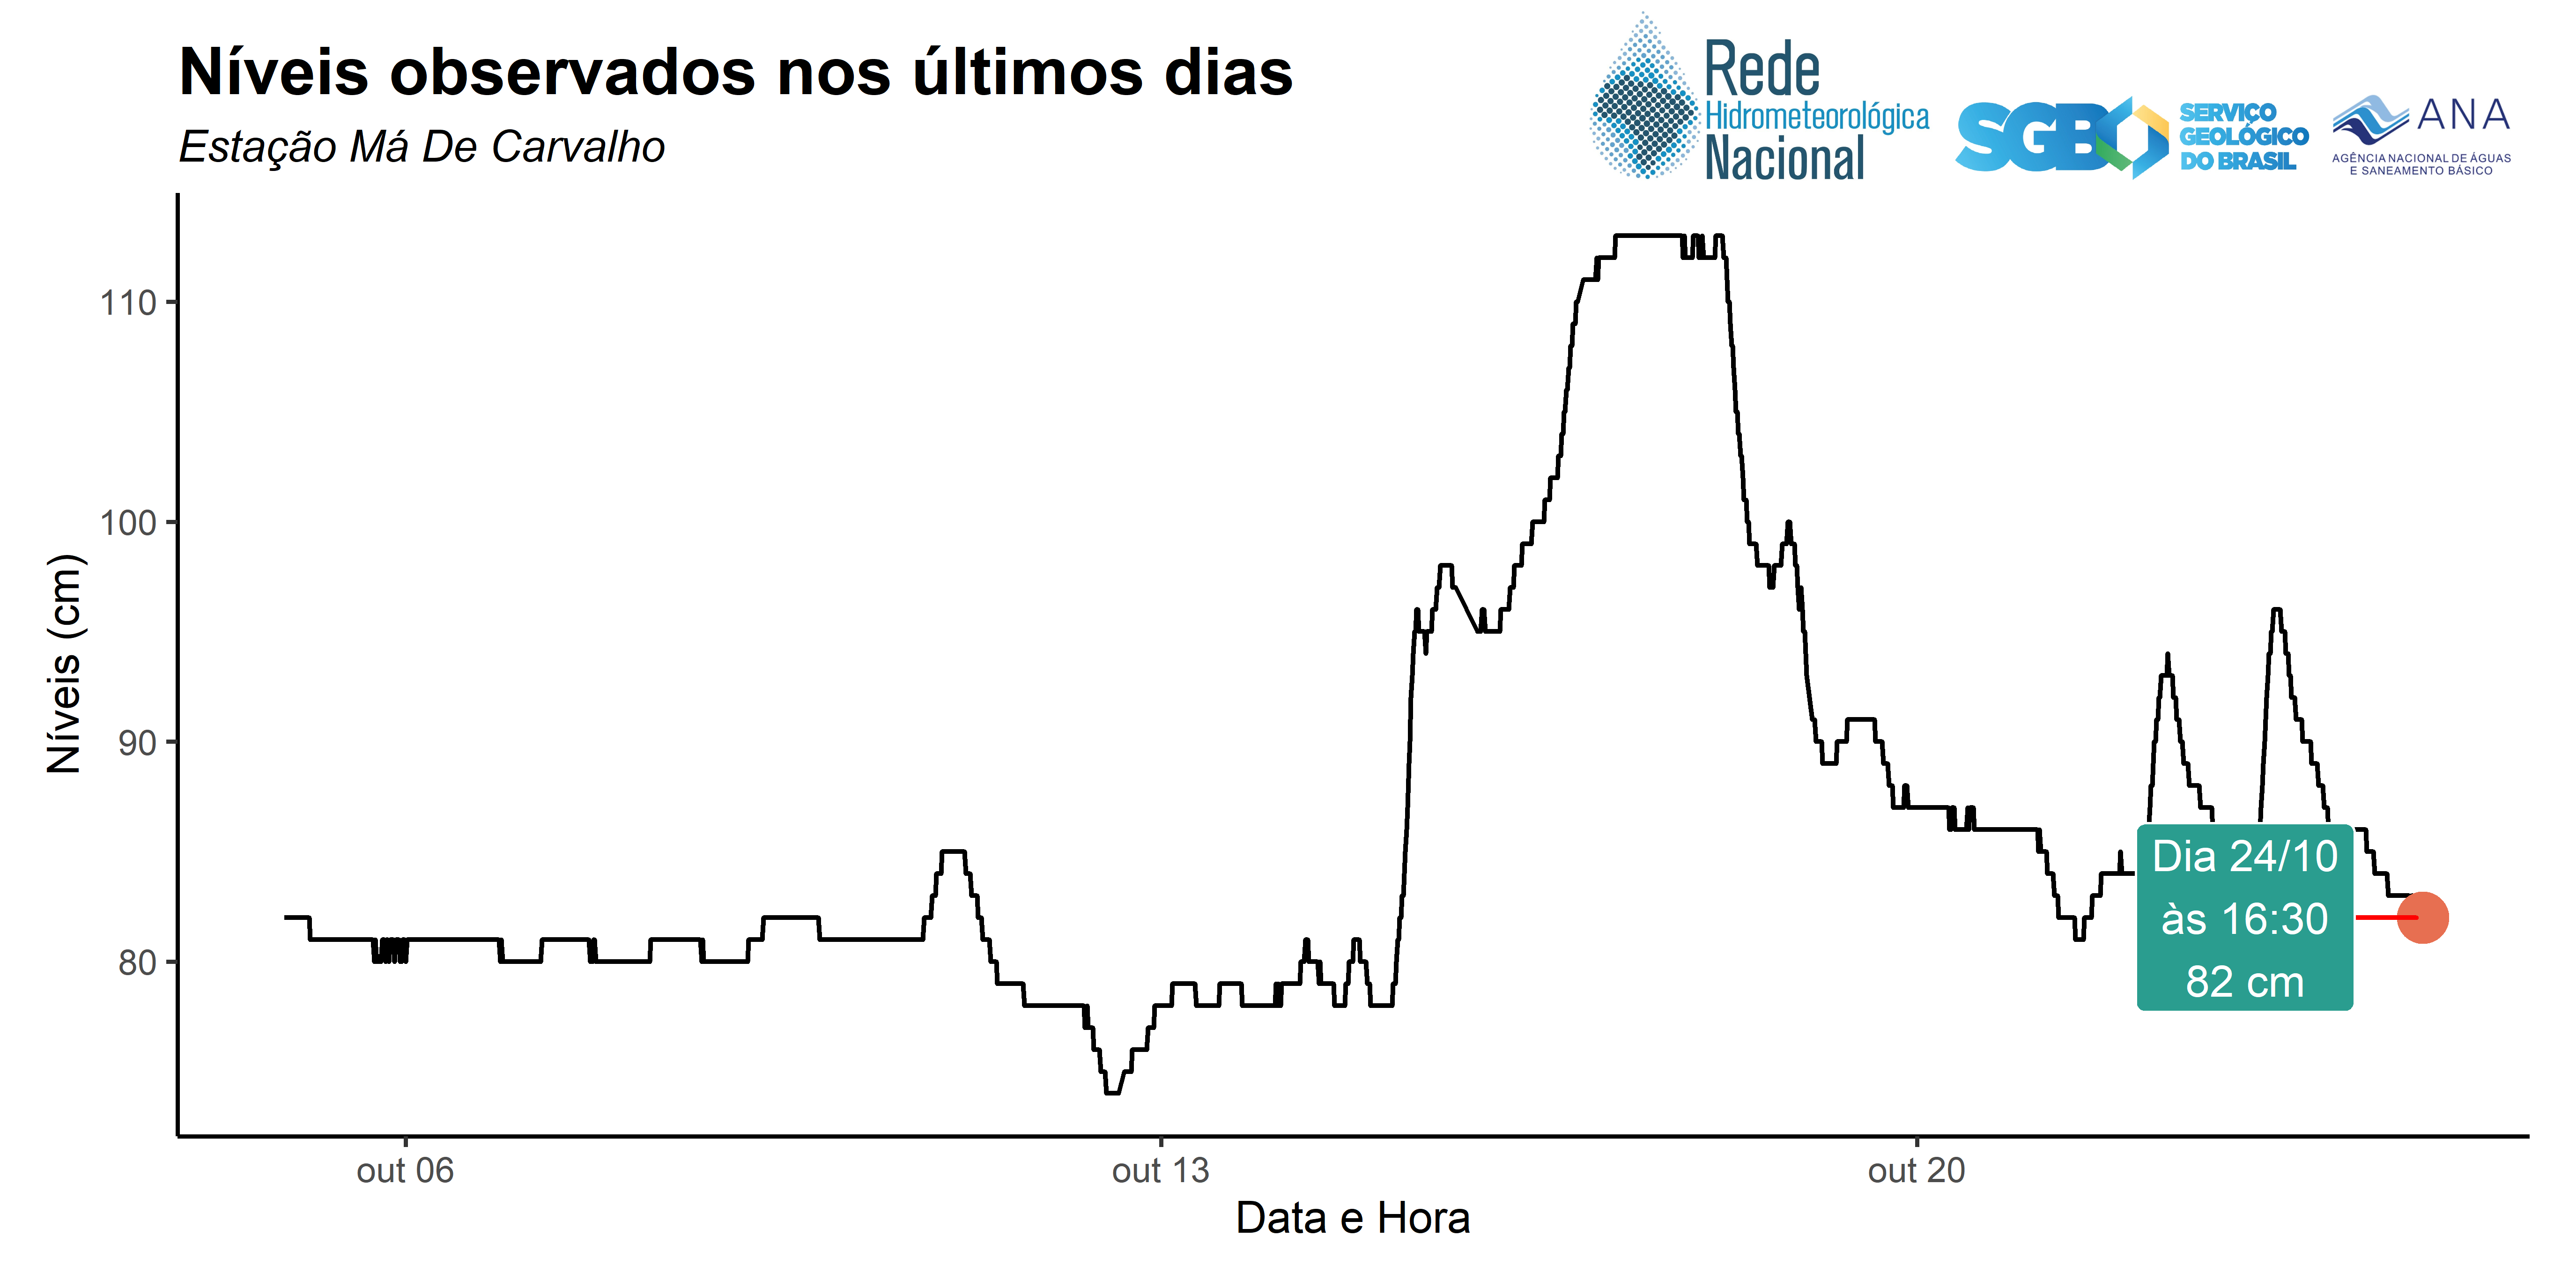 Níveis observados nos últimos dias
Estação Má De Carvalho
Rede
Hidrometeorológica
Nacional
SGB
SERVIÇO
GEOLÓGICO
DO BRASIL
ANA
AGÊNCIA NACIONAL DE ÁGUAS
E SANEAMENTO BÁSICO
Níveis (cm)
110
100
90
80
Dia 24/10
às 16:30
82 cm
out 06
out 13
out 20
Data e Hora